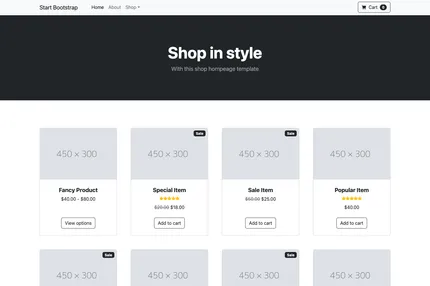 Start Bootstrap Home About Shop Cart 0
Shop in style
With this shop hompeage template
Sale Sale
450 × 300 450 × 300 450 × 300 450 × 300
Fancy Product Special Item Sale Item Popular Item
$40.00 - $80.00 $20.00 $18.00 $50.00 $25.00 $40.00
View options Add to cart Add to cart Add to cart
Sale Sale
450 × 300 450 × 300 450 × 300 450 × 300